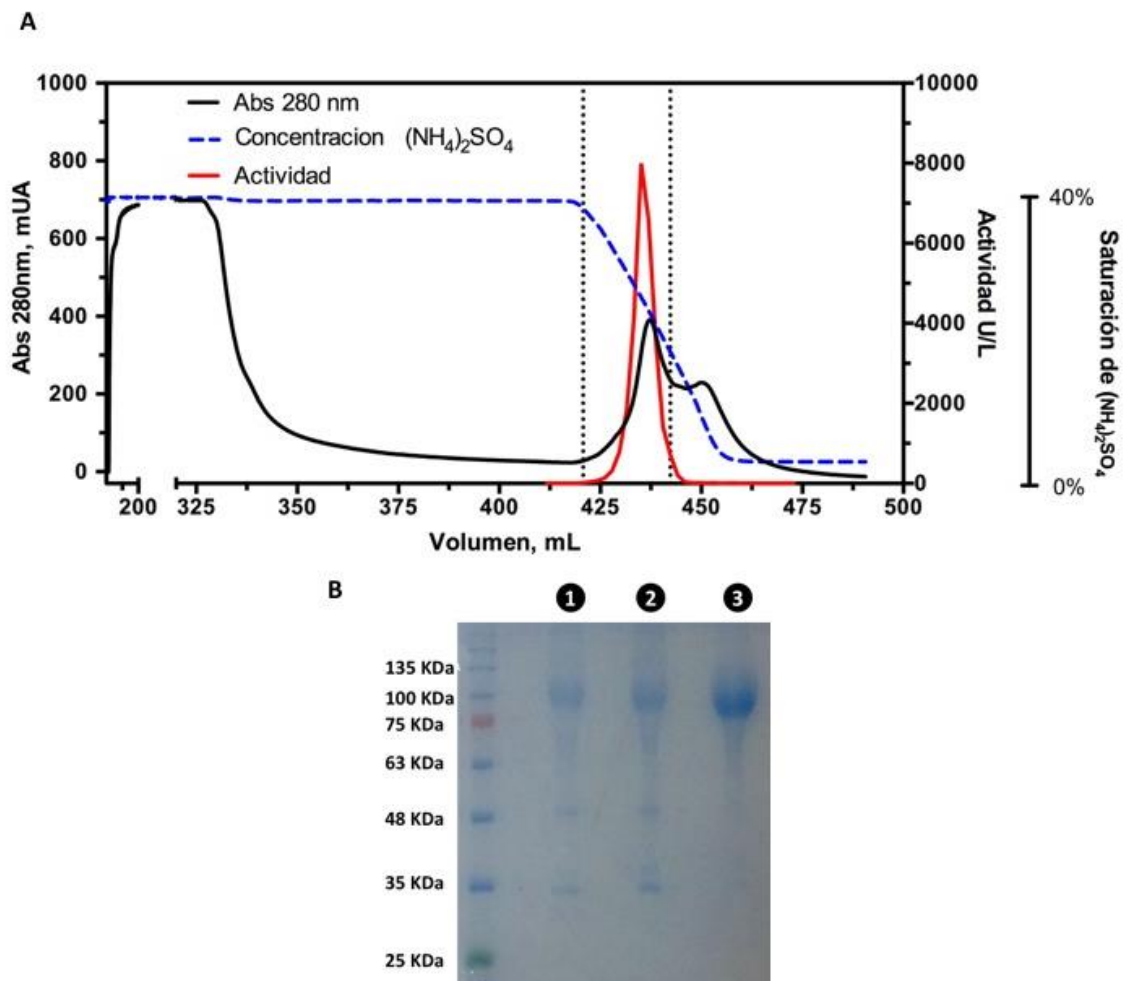 A
1000
800
600
400
200
0
Abs 280nm, mUA
Abs 280 nm
Concentracion (NH₄)₂SO₄
Actividad
10000
8000
6000
4000
2000
0
Actividad U/L
40%
0%
Saturación de (NH₄)₂SO₄
200 325 350 375 400 425 450 475 500
Volumen, mL
B
1 2 3
135 KDa
100 KDa
75 KDa
63 KDa
48 KDa
35 KDa
25 KDa